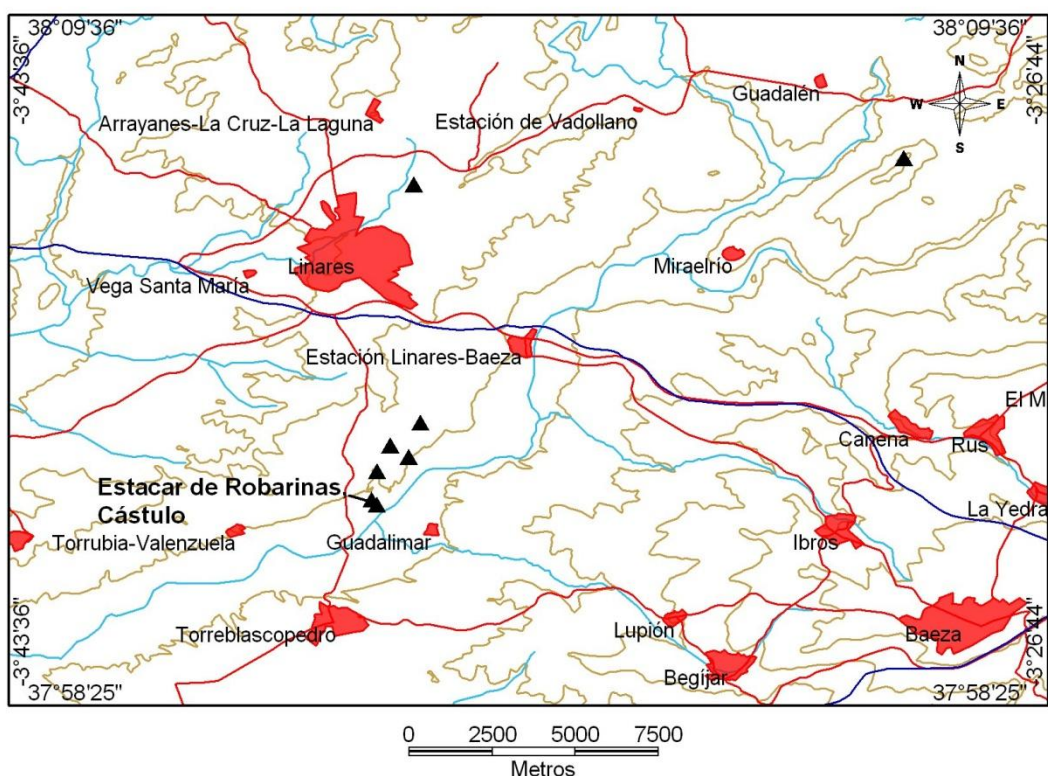 38°09'36"
38°09'36"
-3°43'36"
-3°26'44"
N
W
E
S
Guadalén
Arrayanes-La Cruz-La Laguna
Estación de Vadollano
Linares
Miraelrío
Vega Santa María
Estación Linares-Baeza
El M
Canena
Rus
Estacar de Robarinas,
Cástulo
La Yedra
Torrubia-Valenzuela
Guadalimar
Ibros
Torreblascopedro
Lupión
Baeza
Begíjar
-3°43'36"
-3°26'44"
37°58'25"
37°58'25"
0 2500 5000 7500
Metros